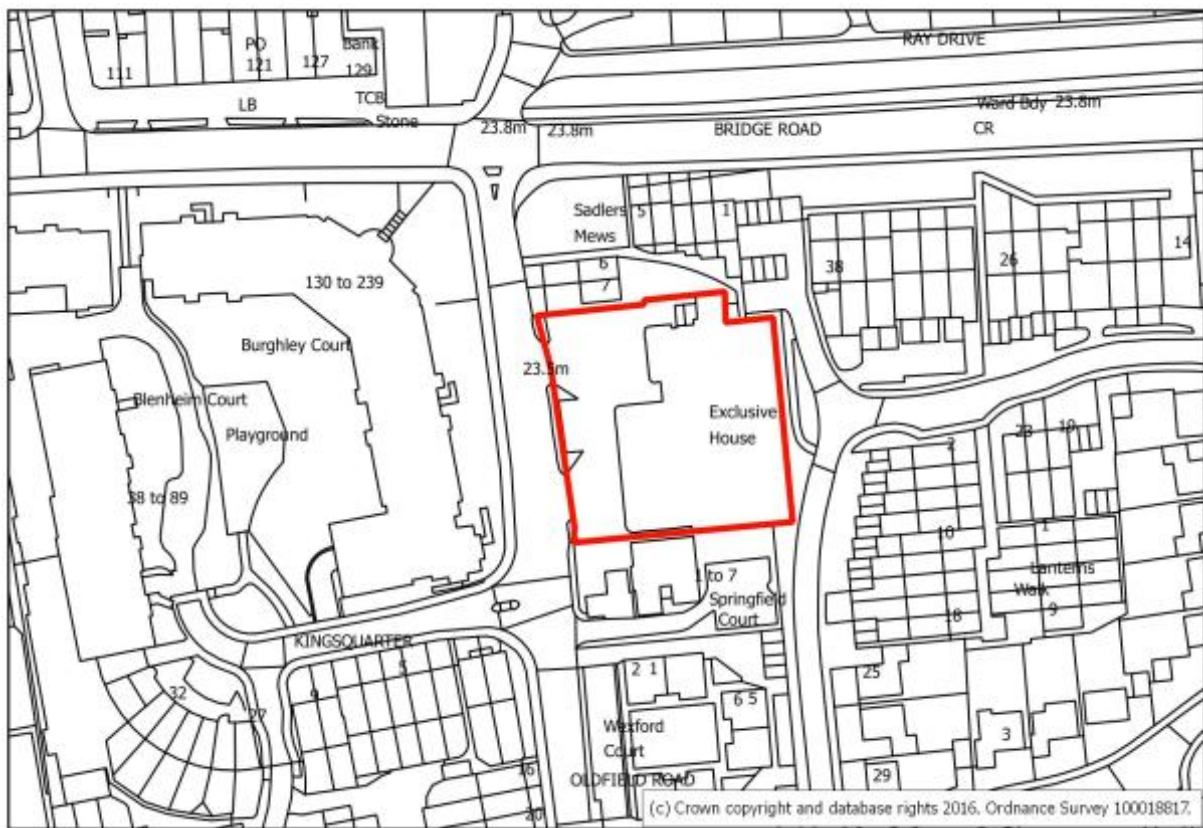 RAY DRIVE
PO
Bank
111
121
127
129
LB
TCB
Stone
Ward Bdy 23.8m
23.8m
23.8m
BRIDGE ROAD
CR
Sadlers
Mews
5
1
14
6
38
26
7
130 to 239
Burghley Court
23.5m
Blenheim Court
Playground
Exclusive
House
23
19
2
38 to 89
10
1
1 to 7
Springfield
Court
Lanterns
Walk
9
18
KINGSQUARTER
5
9
2 1
25
32
27
6 5
Wexford
Court
3
16
OLDFIELD ROAD
29
20
(c) Crown copyright and database rights 2016. Ordnance Survey 100018817.